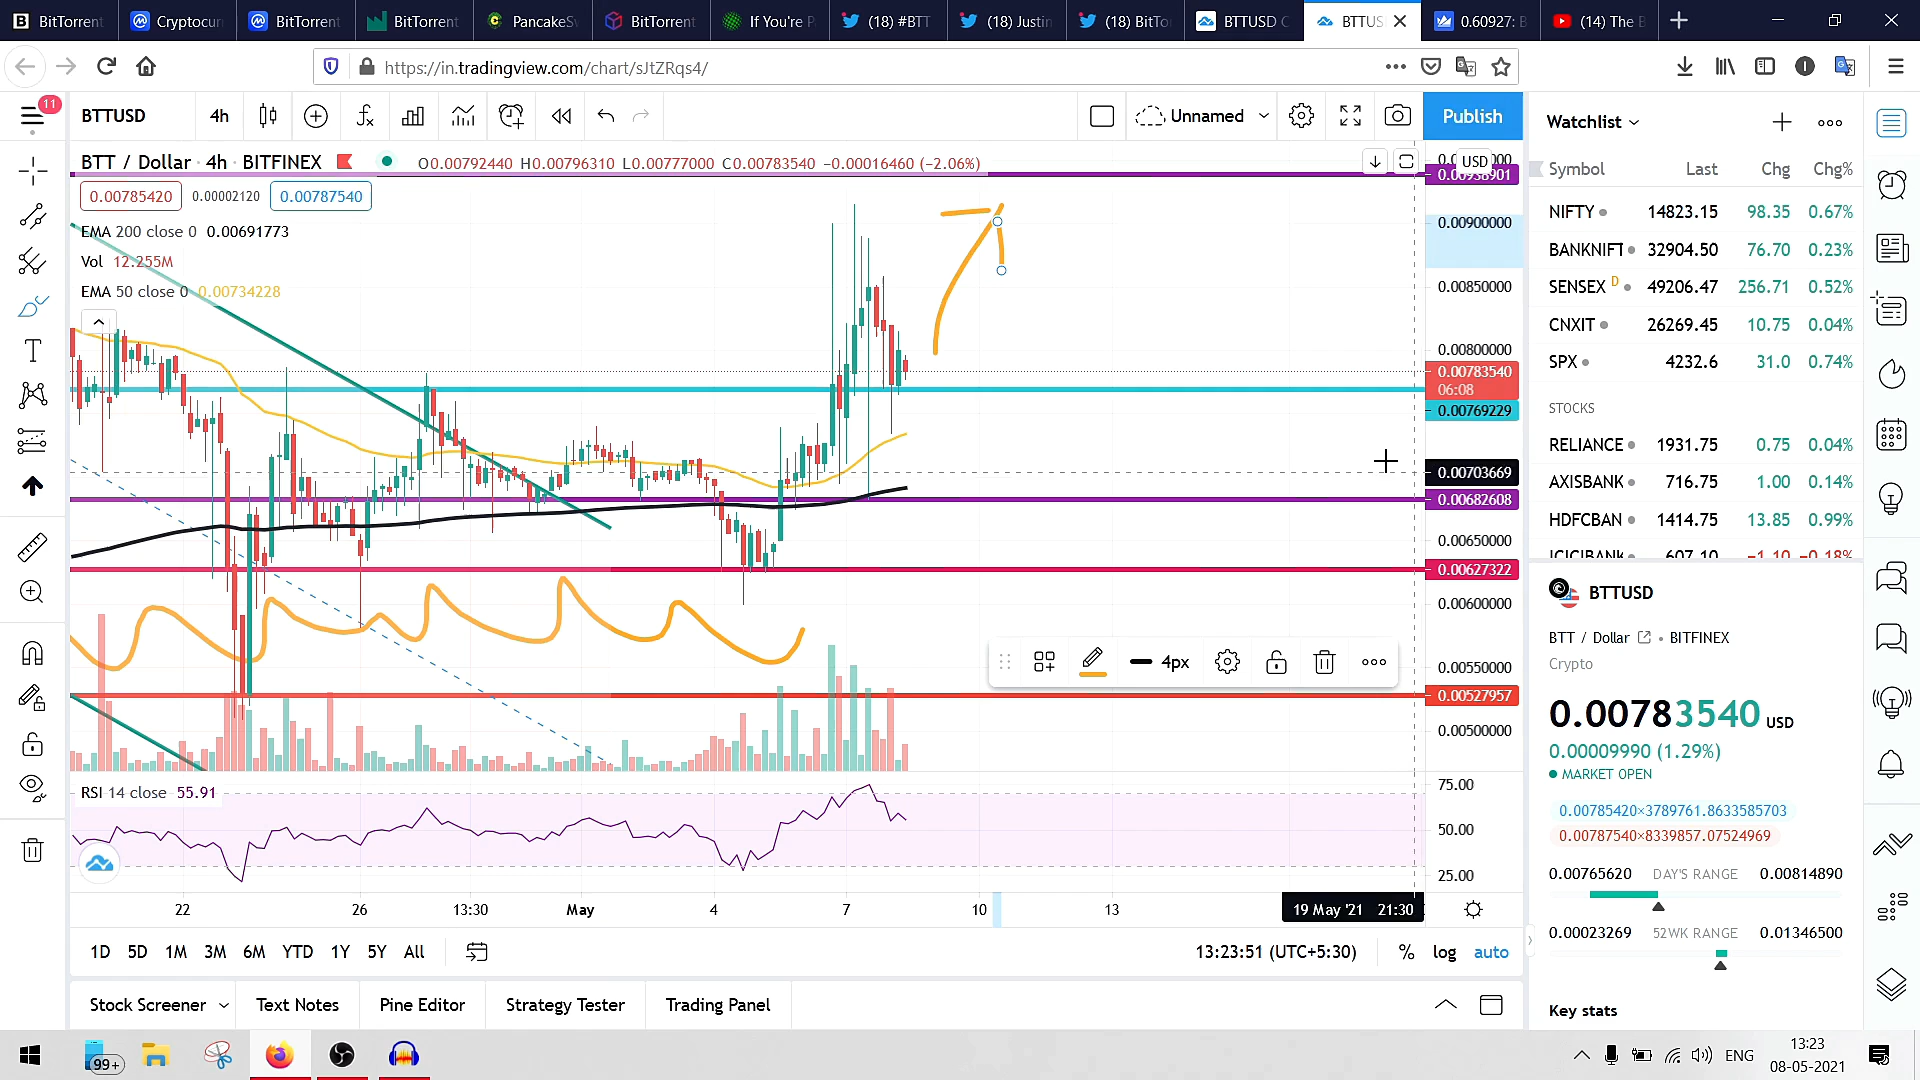 BitTorrent
Cryptocur
BitTorrent
BitTorrent
PancakeSw
BitTorrent
If You're P
(18) #BTT
(18) Justin
(18) BitTo
BTTUSD C
BTTUS
0.60927: B
(14) The B
https://in.tradingview.com/chart/sJtZRqs4/
11
BTTUSD
4h
Unnamed
Publish
BTT / Dollar · 4h · BITFINEX
O0.00792440 H0.00796310 L0.00777000 C0.00783540 −0.00016460 (−2.06%)
0.00785420
0.00002120
0.00787540
EMA 200 close 0 0.00691773
Vol 12.255M
EMA 50 close 0 0.00734228
USD
0.00938901
0.00900000
0.00850000
0.00800000
0.00783540
06:08
0.00769229
0.00703669
0.00682608
0.00650000
0.00627322
0.00600000
0.00550000
0.00527957
0.00500000
4px
RSI 14 close 55.91
75.00
50.00
25.00
22
26
13:30
May
4
7
10
13
19 May '21 21:30
1D 5D 1M 3M 6M YTD 1Y 5Y All
13:23:51 (UTC+5:30)
% log auto
Stock Screener
Text Notes
Pine Editor
Strategy Tester
Trading Panel
Watchlist
Symbol Last Chg Chg%
NIFTY 14823.15 98.35 0.67%
BANKNIFT 32904.50 76.70 0.23%
SENSEX D 49206.47 256.71 0.52%
CNXIT 26269.45 10.75 0.04%
SPX 4232.6 31.0 0.74%
STOCKS
RELIANCE 1931.75 0.75 0.04%
AXISBANK 716.75 1.00 0.14%
HDFCBAN 1414.75 13.85 0.99%
ICICIBANK 607.10 −1.10 −0.18%
BTTUSD
BTT / Dollar • BITFINEX
Crypto
0.00783540 USD
0.00009990 (1.29%)
MARKET OPEN
0.00785420×3789761.8633585703
0.00787540×8339857.07524969
0.00765620 DAY'S RANGE 0.00814890
0.00023269 52WK RANGE 0.01346500
Key stats
99+
ENG
13:23
08-05-2021